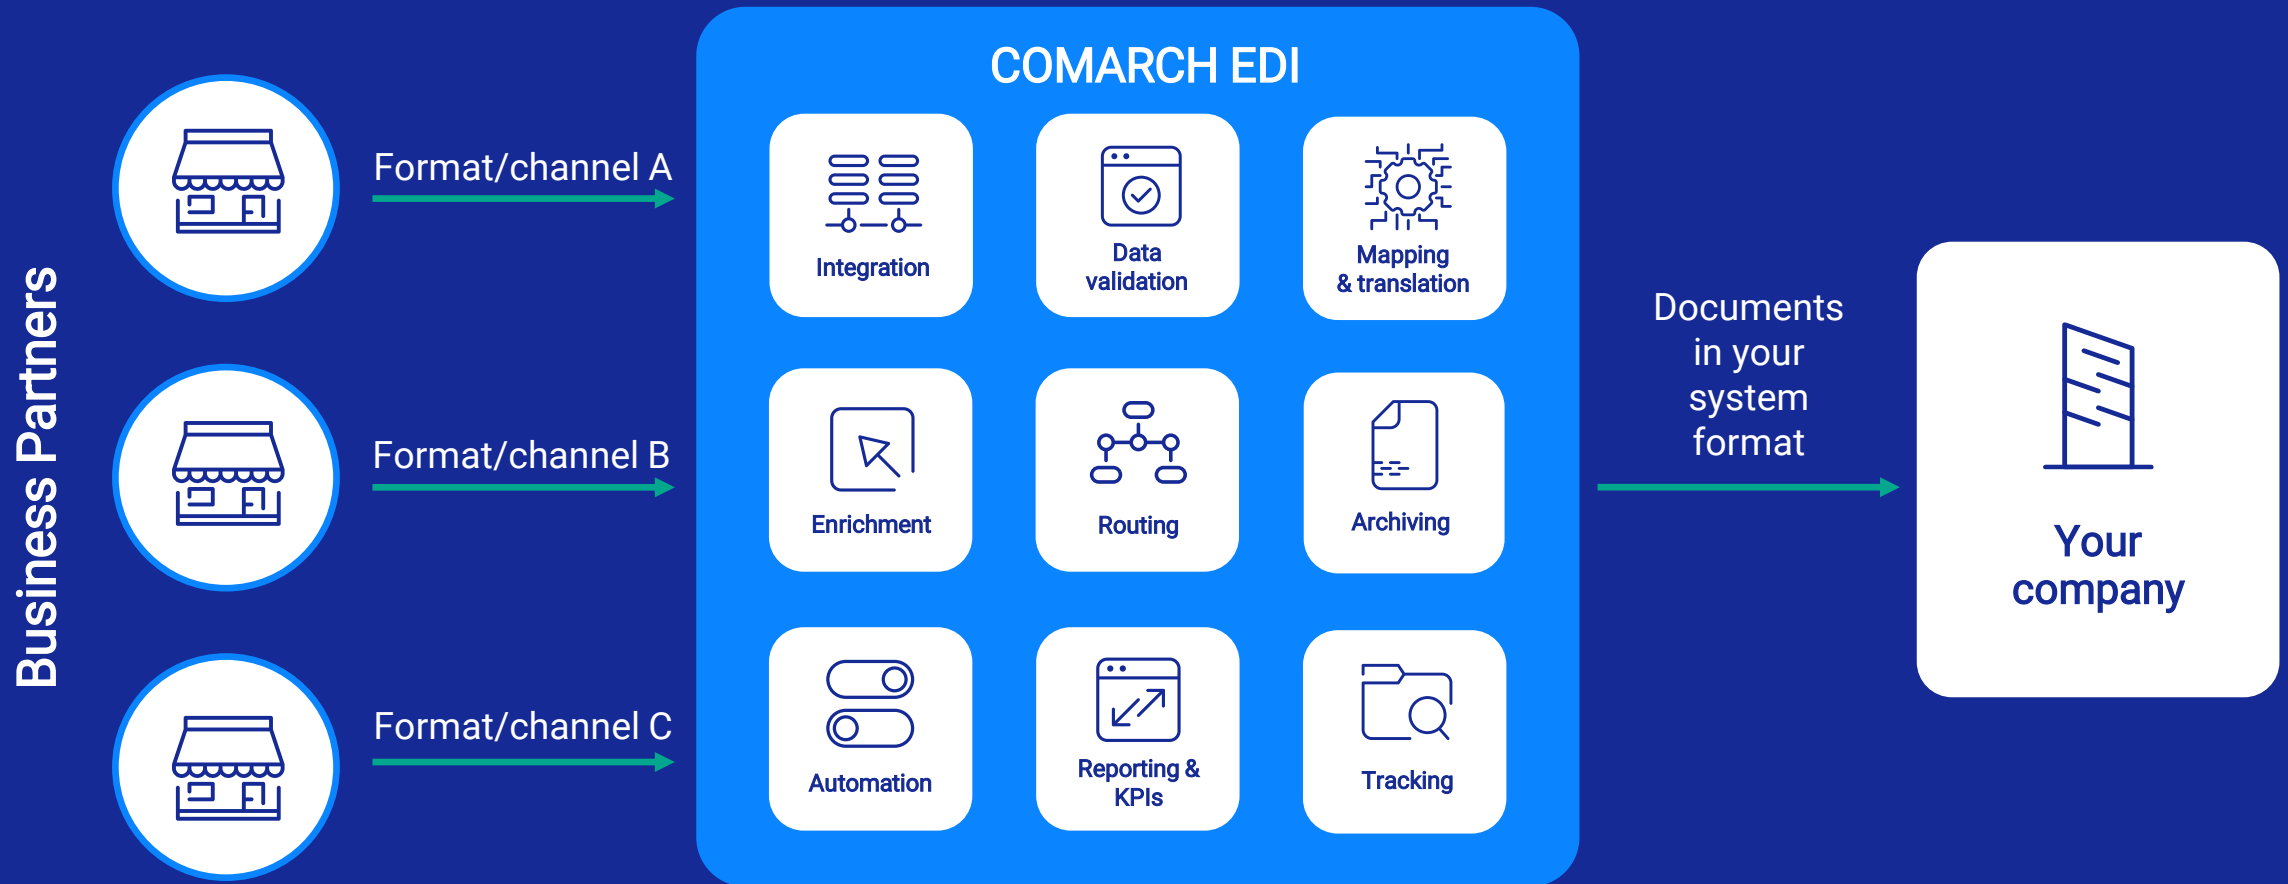 Business Partners
Format/channel A
Format/channel B
Format/channel C
COMARCH EDI
Integration
Data
validation
Mapping
& translation
Enrichment
Routing
Archiving
Automation
Reporting &
KPIs
Tracking
Documents
in your
system
format
Your
company